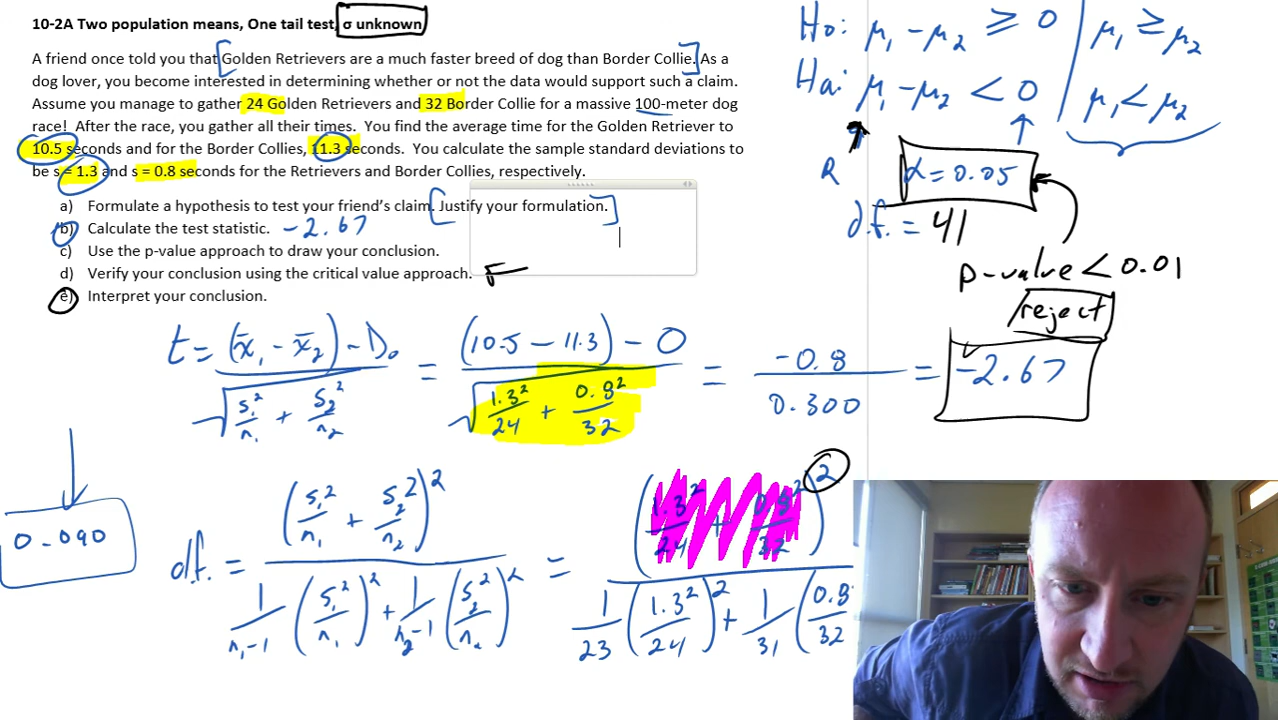 10-2A Two population means, One tail test, σ unknown
A friend once told you that Golden Retrievers are a much faster breed of dog than Border Collie. As a
dog lover, you become interested in determining whether or not the data would support such a claim.
Assume you manage to gather 24 Golden Retrievers and 32 Border Collie for a massive 100-meter dog
race! After the race, you gather all their times. You find the average time for the Golden Retriever to
10.5 seconds and for the Border Collies, 11.3 seconds. You calculate the sample standard deviations to
be s = 1.3 and s = 0.8 seconds for the Retrievers and Border Collies, respectively.
a) Formulate a hypothesis to test your friend's claim. [Justify your formulation.]
b) Calculate the test statistic. -2.67
c) Use the p-value approach to draw your conclusion.
d) Verify your conclusion using the critical value approach.
e) Interpret your conclusion.
Ho: μ₁ - μ₂ ≥ 0 | μ₁ ≥ μ₂
Ha: μ₁ - μ₂ < 0 | μ₁ < μ₂
R α = 0.05
d.f. = 41
p-value < 0.01
reject
t = (x̄₁ - x̄₂) - D₀ / √(s₁²/n₁ + s₂²/n₂) = (10.5 - 11.3) - 0 / √(1.3²/24 + 0.8²/32) = -0.8 / 0.300 = -2.67
0.090
df. = (s₁²/n₁ + s₂²/n₂)² / 1/n₁-1 (s₁²/n₁)² + 1/n₂-1 (s₂²/n₂)² = (1.3²/24 + 0.8²/32)² / 1/23 (1.3²/24)² + 1/31 (0.8/32